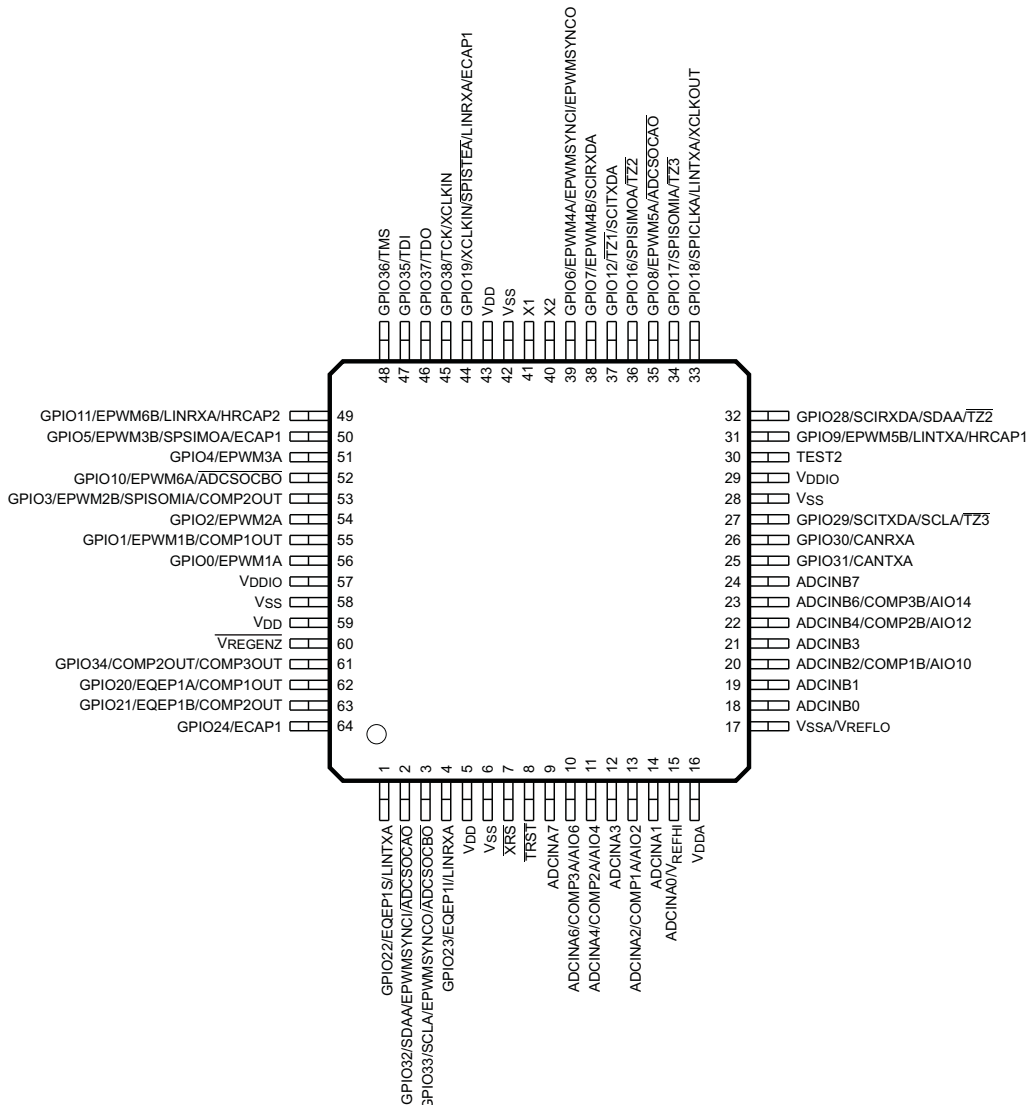 GPIO36/TMS
GPIO35/TDI
GPIO37/TDO
GPIO38/TCK/XCLKIN
GPIO19/XCLKIN/SPISTEA/LINRXA/ECAP1
VDD
VSS
X1
X2
GPIO6/EPWM4A/EPWMSYNCI/EPWMSYNCO
GPIO7/EPWM4B/SCIRXDA
GPIO12/TZ1/SCITXDA
GPIO16/SPISIMOA/TZ2
GPIO8/EPWM5A/ADCSOCAO
GPIO17/SPISOMIA/TZ3
GPIO18/SPICLKA/LINTXA/XCLKOUT
48 47 46 45 44 43 42 41 40 39 38 37 36 35 34 33
GPIO11/EPWM6B/LINRXA/HRCAP2 49
GPIO5/EPWM3B/SPSIMOA/ECAP1 50
GPIO4/EPWM3A 51
GPIO10/EPWM6A/ADCSOCBO 52
GPIO3/EPWM2B/SPISOMIA/COMP2OUT 53
GPIO2/EPWM2A 54
GPIO1/EPWM1B/COMP1OUT 55
GPIO0/EPWM1A 56
VDDIO 57
VSS 58
VDD 59
VREGENZ 60
GPIO34/COMP2OUT/COMP3OUT 61
GPIO20/EQEP1A/COMP1OUT 62
GPIO21/EQEP1B/COMP2OUT 63
GPIO24/ECAP1 64
32 GPIO28/SCIRXDA/SDAA/TZ2
31 GPIO9/EPWM5B/LINTXA/HRCAP1
30 TEST2
29 VDDIO
28 VSS
27 GPIO29/SCITXDA/SCLA/TZ3
26 GPIO30/CANRXA
25 GPIO31/CANTXA
24 ADCINB7
23 ADCINB6/COMP3B/AIO14
22 ADCINB4/COMP2B/AIO12
21 ADCINB3
20 ADCINB2/COMP1B/AIO10
19 ADCINB1
18 ADCINB0
17 VSSA/VREFLO
1 2 3 4 5 6 7 8 9 10 11 12 13 14 15 16
GPIO22/EQEP1S/LINTXA
GPIO32/SDAA/EPWMSYNCI/ADCSOCAO
GPIO33/SCLA/EPWMSYNCO/ADCSOCBO
GPIO23/EQEP1I/LINRXA
VDD
VSS
XRS
TRST
ADCINA7
ADCINA6/COMP3A/AIO6
ADCINA4/COMP2A/AIO4
ADCINA3
ADCINA2/COMP1A/AIO2
ADCINA1
ADCINA0/VREFHI
VDDA